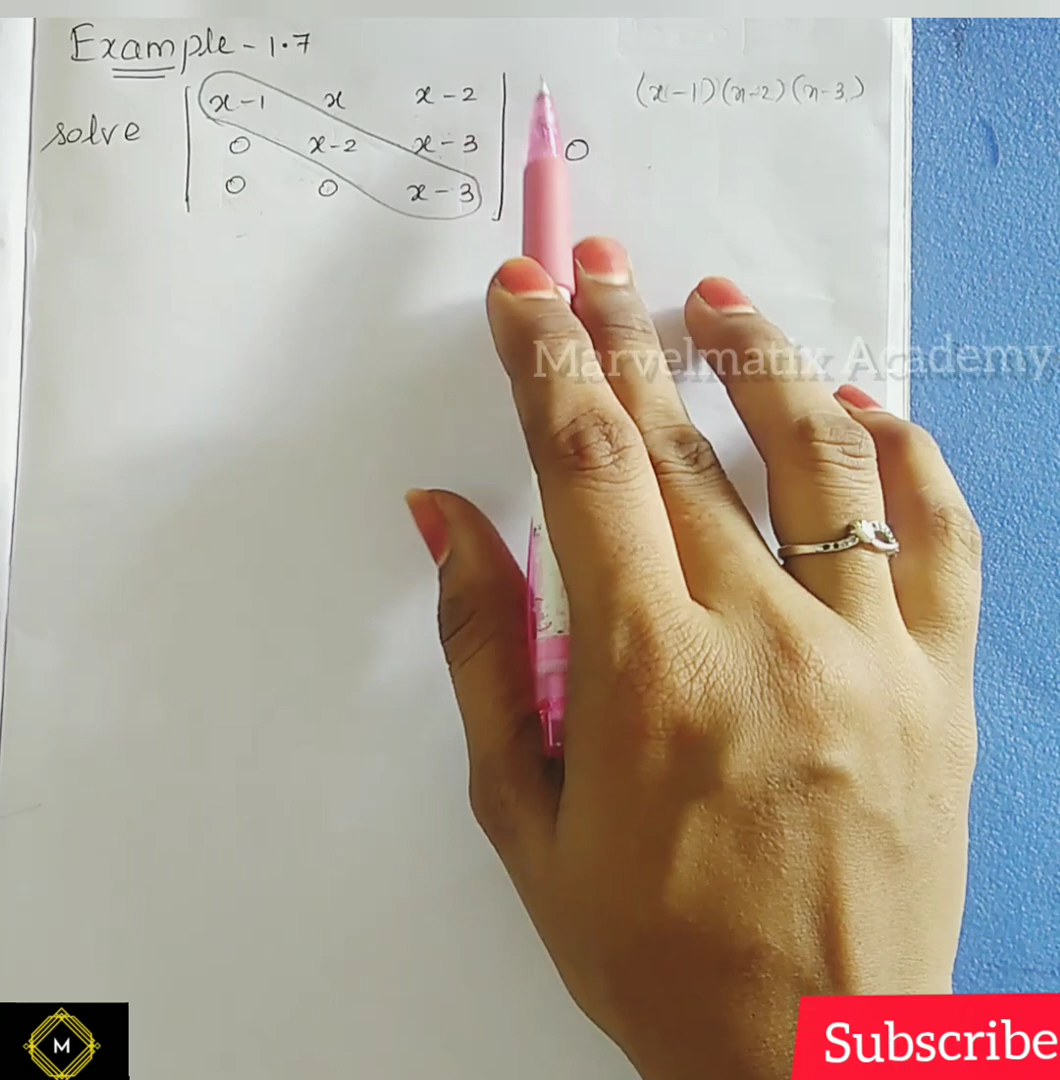 Example - 1.7
x-1 x x-2 (x-1)(x-2)(x-3)
solve 0 x-2 x-3 0
0 0 x-3
Marvelmatix Academy
M
Subscribe